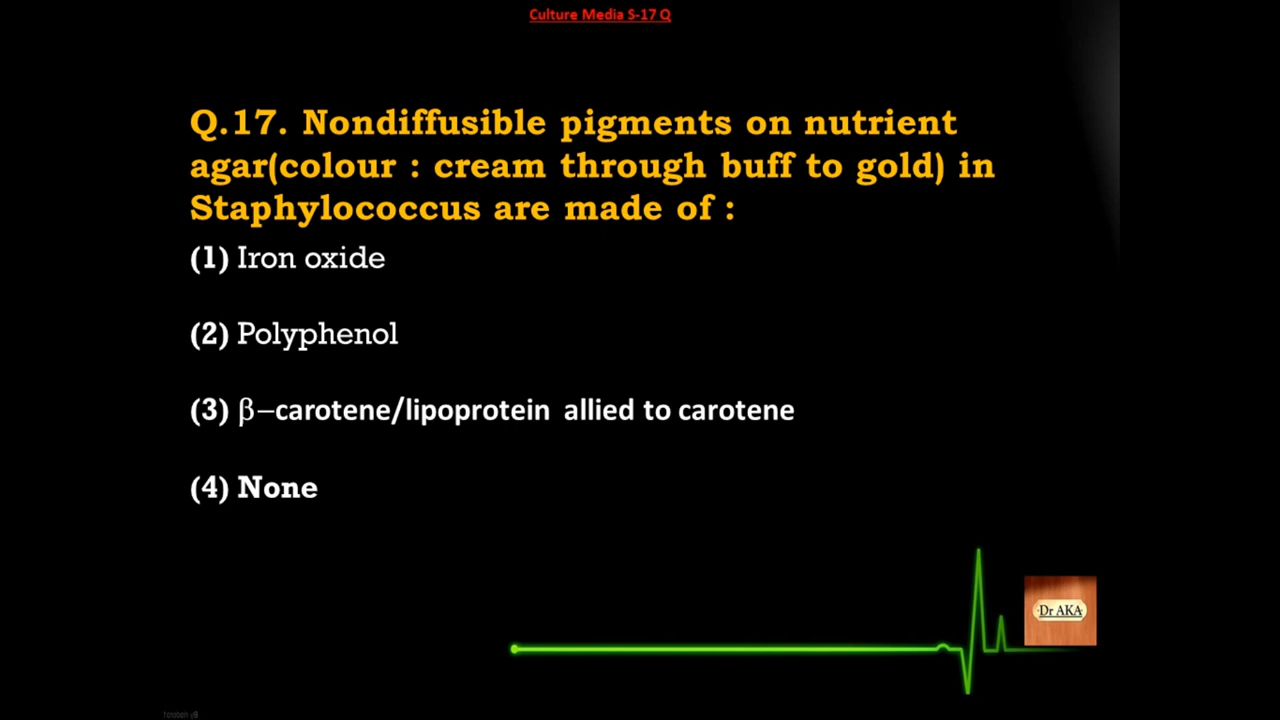 Culture Media S-17 Q
Q.17. Nondiffusible pigments on nutrient
agar(colour : cream through buff to gold) in
Staphylococcus are made of :
(1) Iron oxide
(2) Polyphenol
(3) β–carotene/lipoprotein allied to carotene
(4) None
Dr AKA